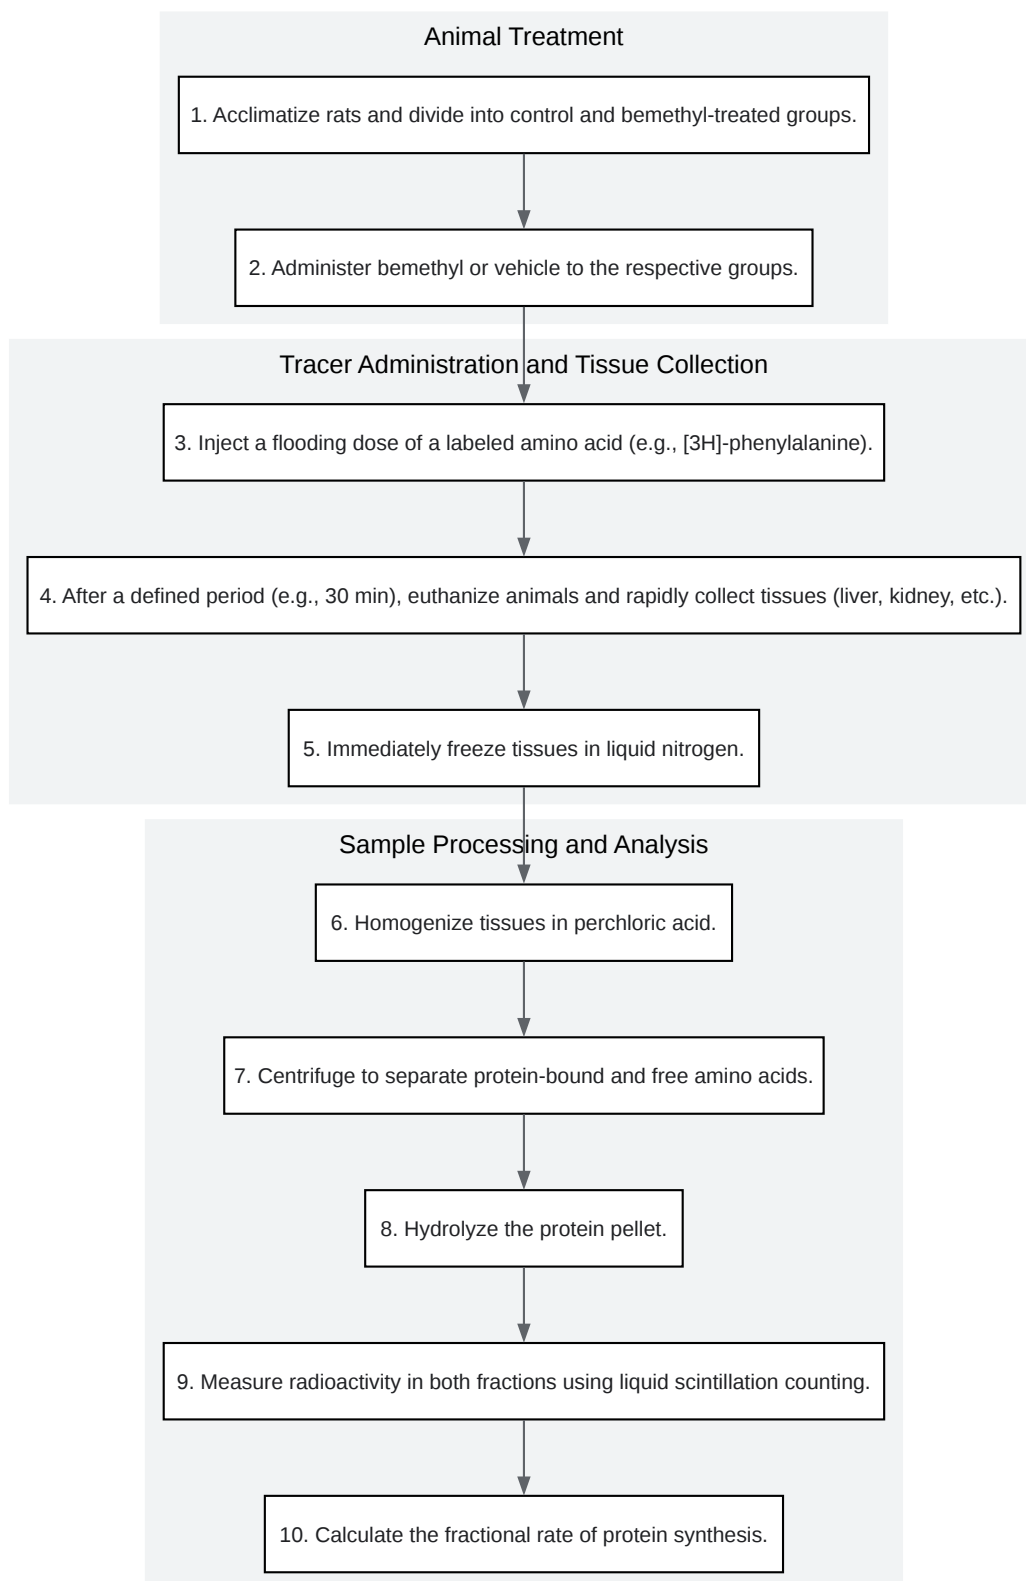 Animal Treatment
1. Acclimatize rats and divide into control and bemethyl-treated groups.
2. Administer bemethyl or vehicle to the respective groups.
Tracer Administration and Tissue Collection
3. Inject a flooding dose of a labeled amino acid (e.g., [3H]-phenylalanine).
4. After a defined period (e.g., 30 min), euthanize animals and rapidly collect tissues (liver, kidney, etc.).
5. Immediately freeze tissues in liquid nitrogen.
Sample Processing and Analysis
6. Homogenize tissues in perchloric acid.
7. Centrifuge to separate protein-bound and free amino acids.
8. Hydrolyze the protein pellet.
9. Measure radioactivity in both fractions using liquid scintillation counting.
10. Calculate the fractional rate of protein synthesis.